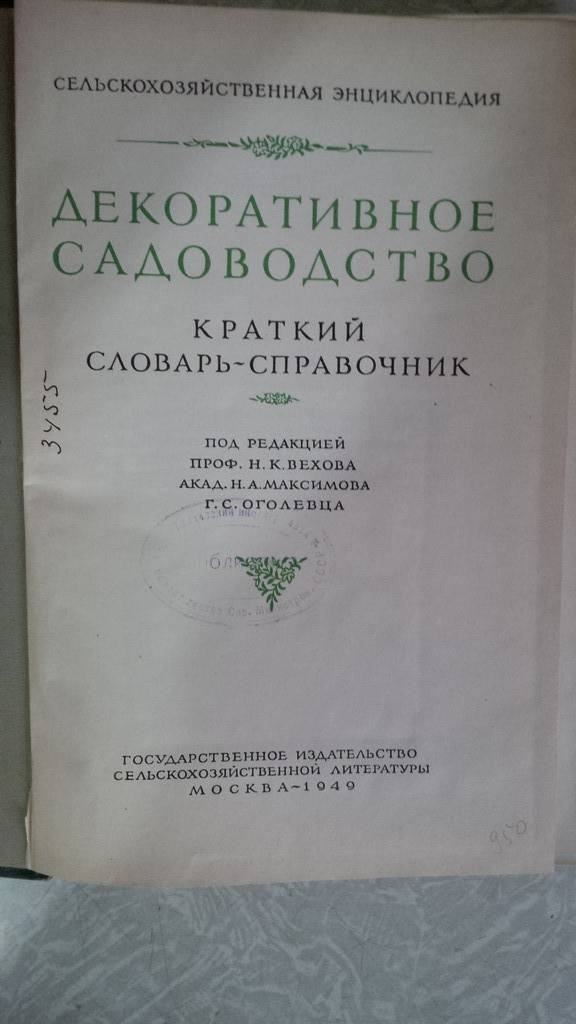 СЕЛЬСКОХОЗЯЙСТВЕННАЯ ЭНЦИКЛОПЕДИЯ
ДЕКОРАТИВНОЕ
САДОВОДСТВО
КРАТКИЙ
СЛОВАРЬ-СПРАВОЧНИК
3455
ПОД РЕДАКЦИЕЙ
ПРОФ. Н. К. ВЕХОВА
АКАД. Н. А. МАКСИМОВА
Г. С. ОГОЛЕВЦА
ГОСУДАРСТВЕННОЕ ИЗДАТЕЛЬСТВО
СЕЛЬСКОХОЗЯЙСТВЕННОЙ ЛИТЕРАТУРЫ
МОСКВА-1949
950